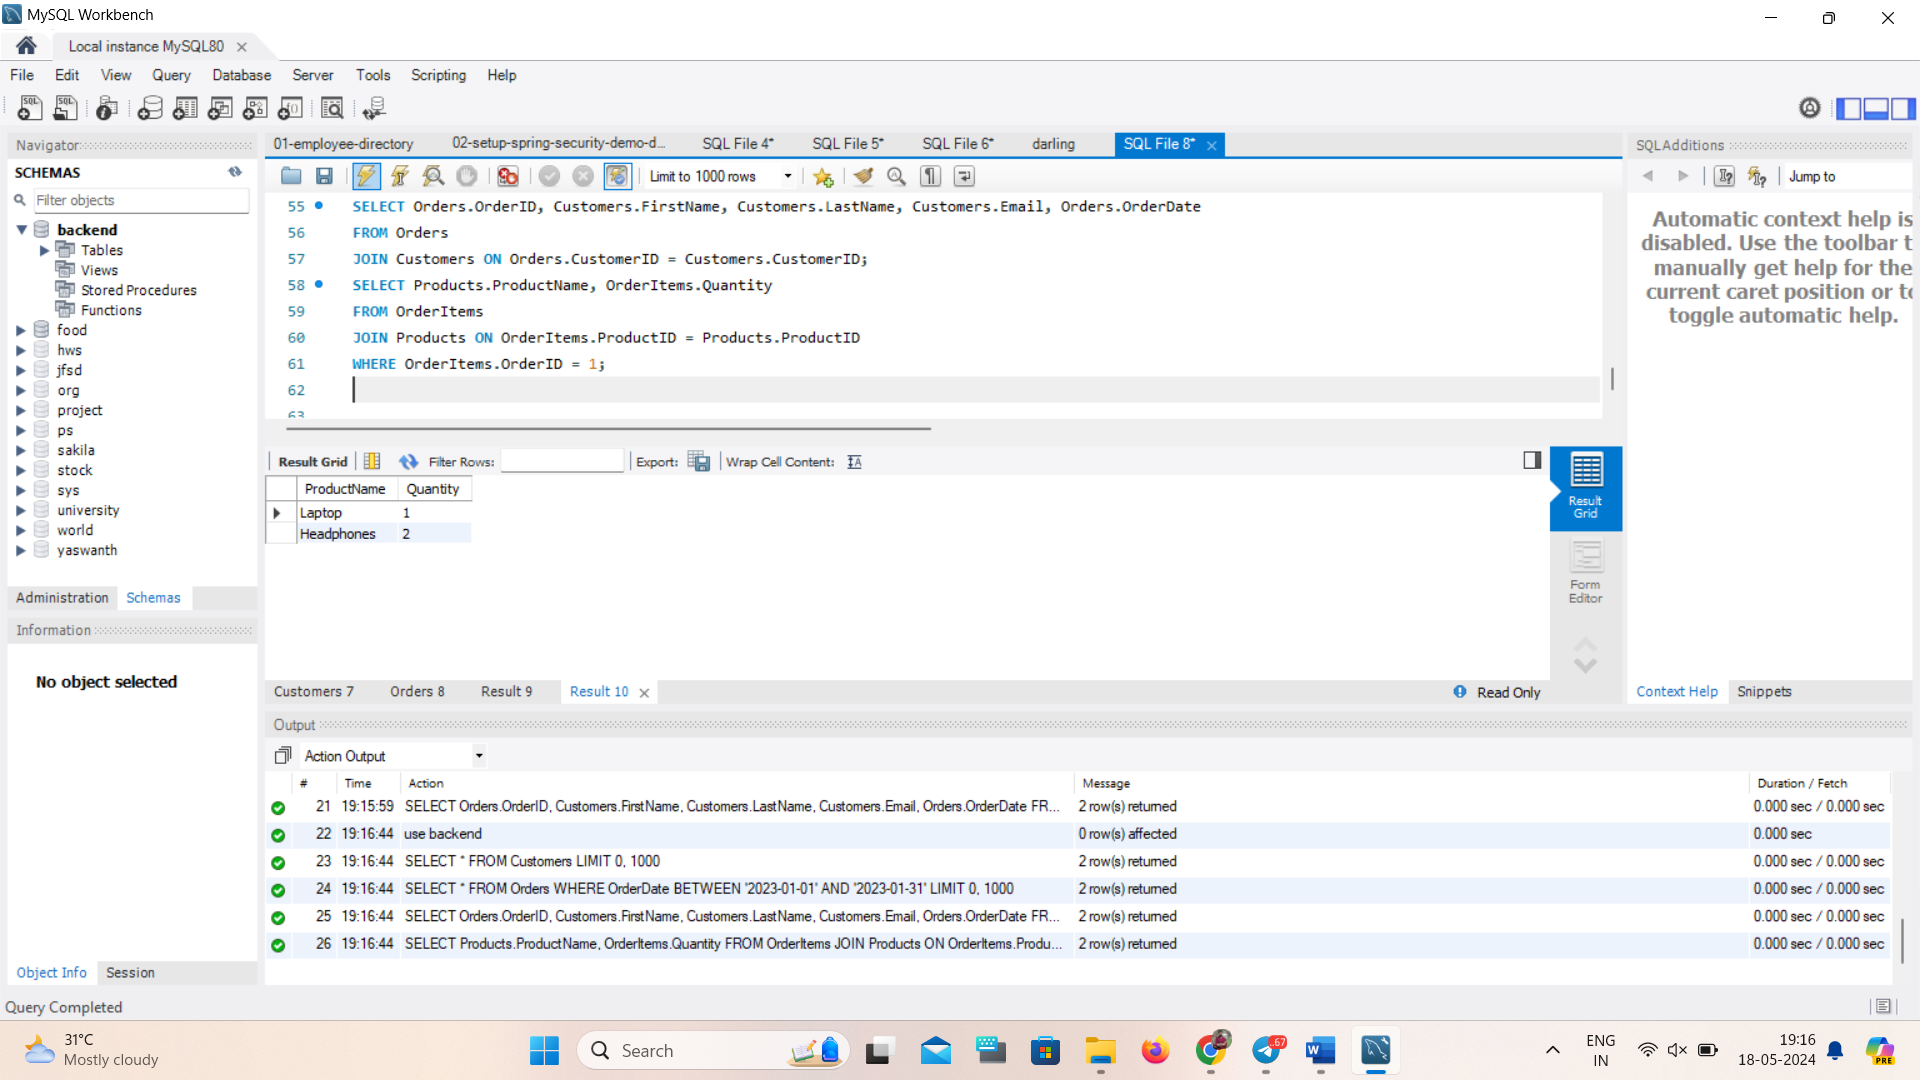 MySQL Workbench
Local instance MySQL80
File Edit View Query Database Server Tools Scripting Help
Navigator
SCHEMAS
Filter objects
backend
Tables
Views
Stored Procedures
Functions
food
hws
jfsd
org
project
ps
sakila
stock
sys
university
world
yaswanth
Administration Schemas
Information
No object selected
Object Info Session
Query Completed
01-employee-directory 02-setup-spring-security-demo-d... SQL File 4* SQL File 5* SQL File 6* darling SQL File 8*
Limit to 1000 rows
55 SELECT Orders.OrderID, Customers.FirstName, Customers.LastName, Customers.Email, Orders.OrderDate
56 FROM Orders
57 JOIN Customers ON Orders.CustomerID = Customers.CustomerID;
58 SELECT Products.ProductName, OrderItems.Quantity
59 FROM OrderItems
60 JOIN Products ON OrderItems.ProductID = Products.ProductID
61 WHERE OrderItems.OrderID = 1;
62
63
Result Grid Filter Rows: Export: Wrap Cell Content:
ProductName Quantity
Laptop 1
Headphones 2
Result Grid
Form Editor
Customers 7 Orders 8 Result 9 Result 10 Read Only
SQLAdditions
Jump to
Automatic context help is
disabled. Use the toolbar t
manually get help for the
current caret position or to
toggle automatic help.
Context Help Snippets
Output
Action Output
# Time Action Message Duration / Fetch
21 19:15:59 SELECT Orders.OrderID, Customers.FirstName, Customers.LastName, Customers.Email, Orders.OrderDate FR... 2 row(s) returned 0.000 sec / 0.000 sec
22 19:16:44 use backend 0 row(s) affected 0.000 sec
23 19:16:44 SELECT * FROM Customers LIMIT 0, 1000 2 row(s) returned 0.000 sec / 0.000 sec
24 19:16:44 SELECT * FROM Orders WHERE OrderDate BETWEEN '2023-01-01' AND '2023-01-31' LIMIT 0, 1000 2 row(s) returned 0.000 sec / 0.000 sec
25 19:16:44 SELECT Orders.OrderID, Customers.FirstName, Customers.LastName, Customers.Email, Orders.OrderDate FR... 2 row(s) returned 0.000 sec / 0.000 sec
26 19:16:44 SELECT Products.ProductName, OrderItems.Quantity FROM OrderItems JOIN Products ON OrderItems.Produ... 2 row(s) returned 0.000 sec / 0.000 sec
31°C
Mostly cloudy
Search
67
ENG
IN
19:16
18-05-2024
PRE